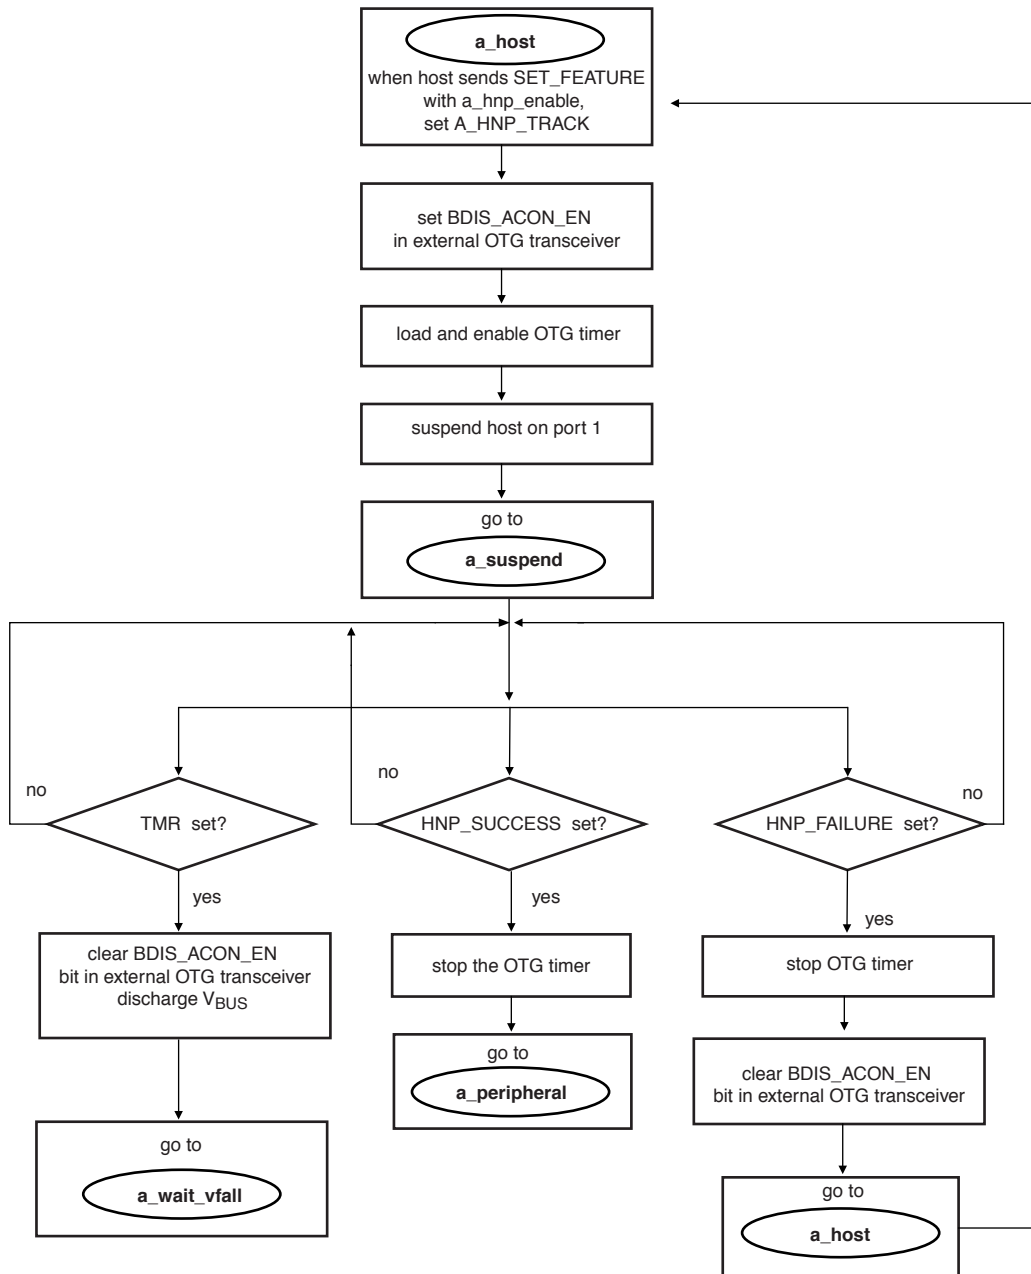 a_host
when host sends SET_FEATURE
with a_hnp_enable,
set A_HNP_TRACK
set BDIS_ACON_EN
in external OTG transceiver
load and enable OTG timer
suspend host on port 1
go to
a_suspend
no
TMR set?
yes
clear BDIS_ACON_EN
bit in external OTG transceiver
discharge VBUS
go to
a_wait_vfall
no
HNP_SUCCESS set?
yes
stop the OTG timer
go to
a_peripheral
no
HNP_FAILURE set?
yes
stop OTG timer
clear BDIS_ACON_EN
bit in external OTG transceiver
go to
a_host